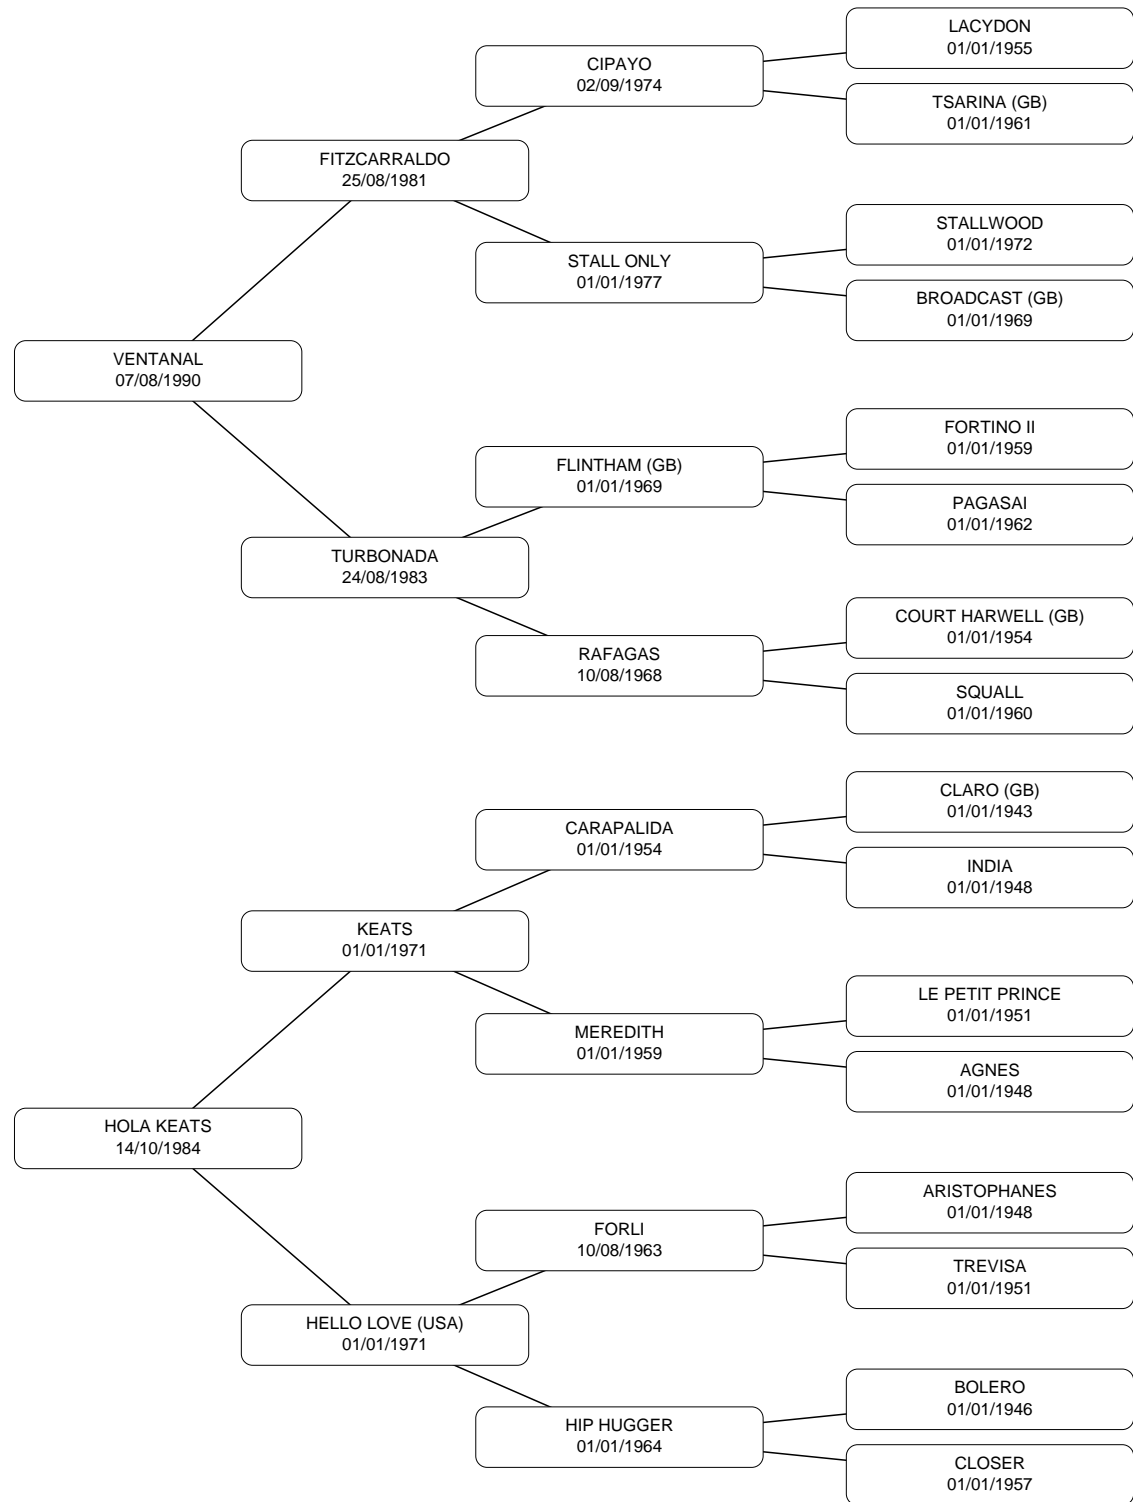 LACYDON
01/01/1955
CIPAYO
02/09/1974
TSARINA (GB)
01/01/1961
FITZCARRALDO
25/08/1981
STALLWOOD
01/01/1972
STALL ONLY
01/01/1977
BROADCAST (GB)
01/01/1969
VENTANAL
07/08/1990
FORTINO II
01/01/1959
FLINTHAM (GB)
01/01/1969
PAGASAI
01/01/1962
TURBONADA
24/08/1983
COURT HARWELL (GB)
01/01/1954
RAFAGAS
10/08/1968
SQUALL
01/01/1960
CLARO (GB)
01/01/1943
CARAPALIDA
01/01/1954
INDIA
01/01/1948
KEATS
01/01/1971
LE PETIT PRINCE
01/01/1951
MEREDITH
01/01/1959
AGNES
01/01/1948
HOLA KEATS
14/10/1984
ARISTOPHANES
01/01/1948
FORLI
10/08/1963
TREVISA
01/01/1951
HELLO LOVE (USA)
01/01/1971
BOLERO
01/01/1946
HIP HUGGER
01/01/1964
CLOSER
01/01/1957